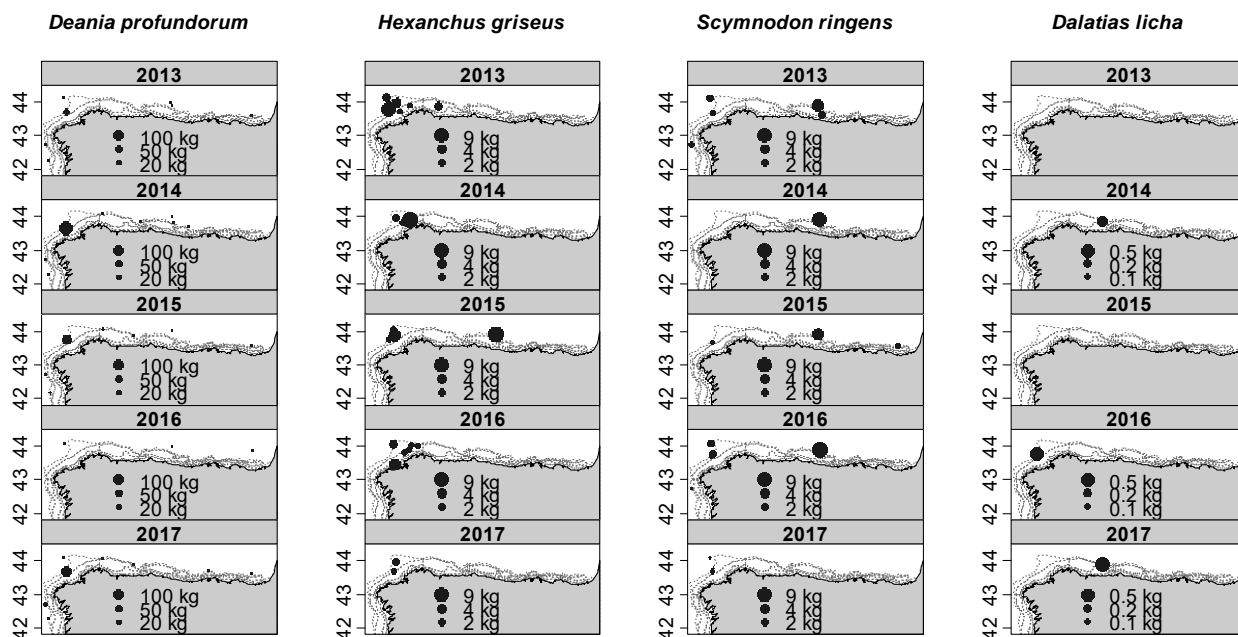 Deania profundorum
Hexanchus griseus
Scymnodon ringens
Dalatias licha
2013
2013
2013
2013
44
43
42
100 kg
50 kg
20 kg
44
43
42
9 kg
4 kg
2 kg
44
43
42
9 kg
4 kg
2 kg
44
43
42
2014
2014
2014
2014
44
43
42
100 kg
50 kg
20 kg
44
43
42
9 kg
4 kg
2 kg
44
43
42
9 kg
4 kg
2 kg
44
43
42
0.5 kg
0.2 kg
0.1 kg
2015
2015
2015
2015
44
43
42
100 kg
50 kg
20 kg
44
43
42
9 kg
4 kg
2 kg
44
43
42
9 kg
4 kg
2 kg
44
43
42
2016
2016
2016
2016
44
43
42
100 kg
50 kg
20 kg
44
43
42
9 kg
4 kg
2 kg
44
43
42
9 kg
4 kg
2 kg
44
43
42
0.5 kg
0.2 kg
0.1 kg
2017
2017
2017
2017
44
43
42
100 kg
50 kg
20 kg
44
43
42
9 kg
4 kg
2 kg
44
43
42
9 kg
4 kg
2 kg
44
43
42
0.5 kg
0.2 kg
0.1 kg